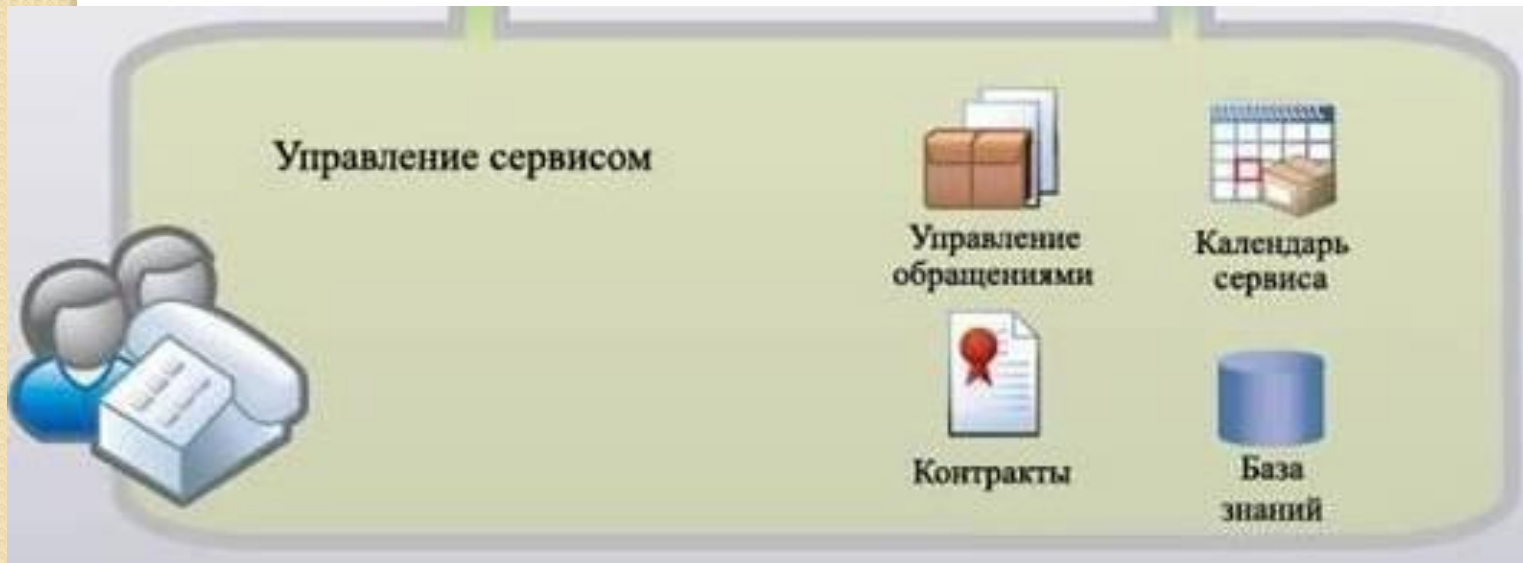 Управление сервисом
Управление
обращениями
Календарь
сервиса
Контракты
База
знаний